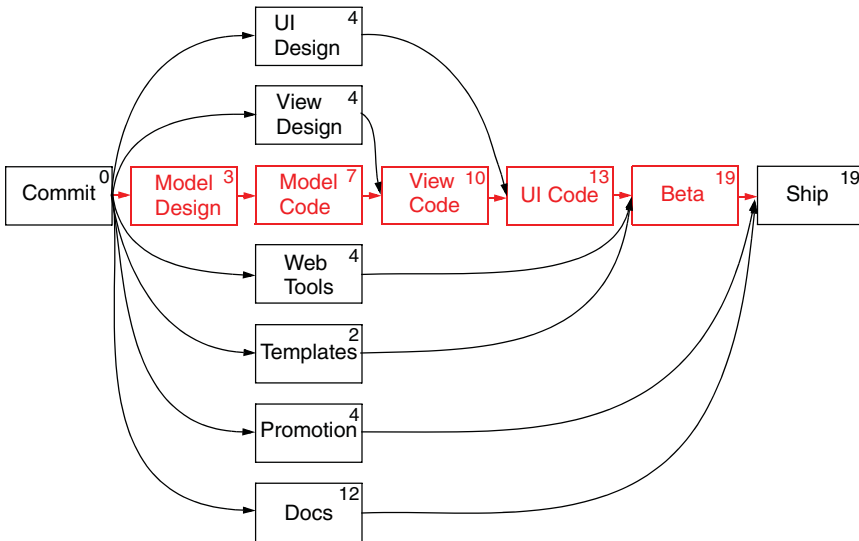 UI
Design
4
View
Design
4
Commit
0
Model
Design
3
Model
Code
7
View
Code
10
UI Code
13
Beta
19
Ship
19
Web
Tools
4
Templates
2
Promotion
4
Docs
12